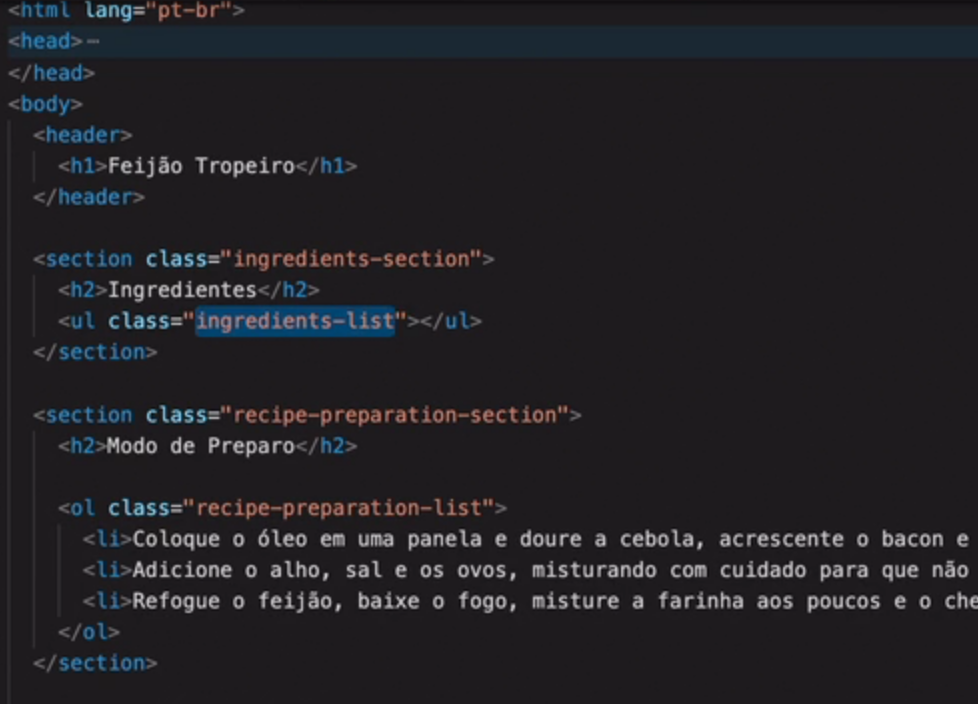 <html lang="pt-br">
<head>…
</head>
<body>
<header>
<h1>Feijão Tropeiro</h1>
</header>
<section class="ingredients-section">
<h2>Ingredientes</h2>
<ul class="ingredients-list"></ul>
</section>
<section class="recipe-preparation-section">
<h2>Modo de Preparo</h2>
<ol class="recipe-preparation-list">
<li>Coloque o óleo em uma panela e doure a cebola, acrescente o bacon e
<li>Adicione o alho, sal e os ovos, misturando com cuidado para que não
<li>Refogue o feijão, baixe o fogo, misture a farinha aos poucos e o che
</ol>
</section>